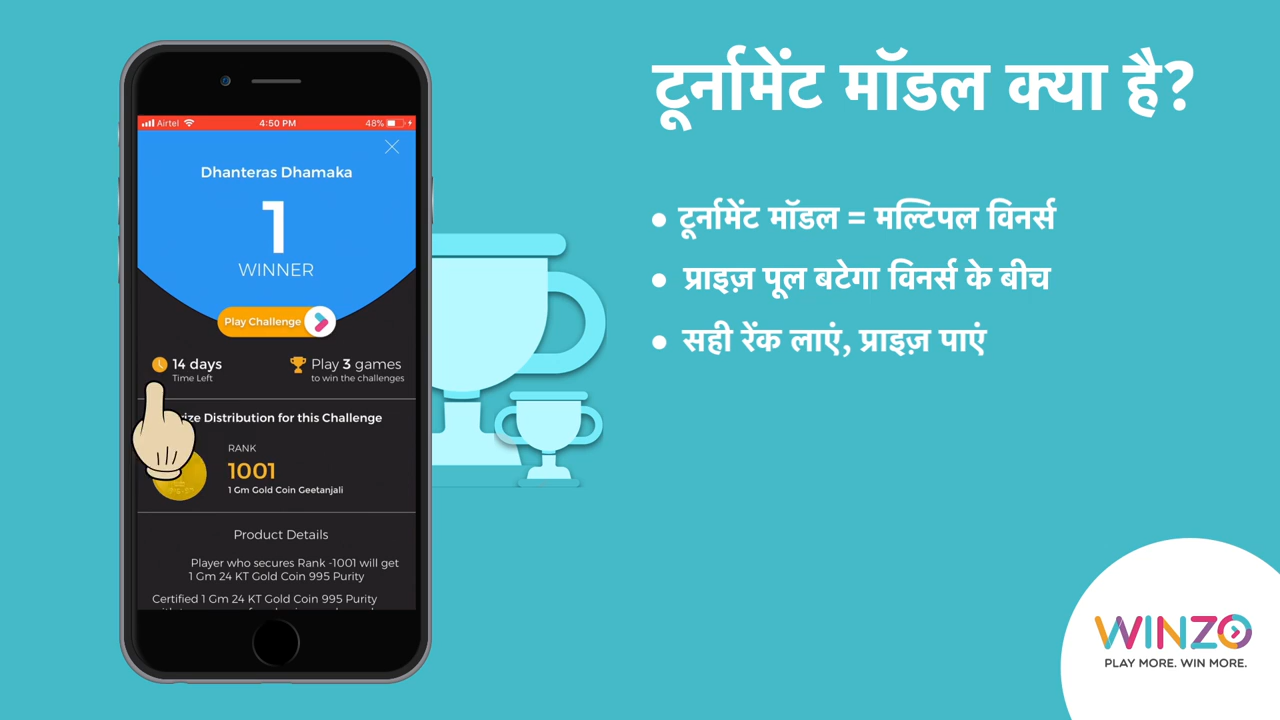 Airtel 4:50 PM 48%
Dhanteras Dhamaka
1
WINNER
Play Challenge
14 days
Time Left
Play 3 games
to win the challenges
ize Distribution for this Challenge
RANK
1001
1 Gm Gold Coin Geetanjali
Product Details
Player who secures Rank -1001 will get
1 Gm 24 KT Gold Coin 995 Purity
Certified 1 Gm 24 KT Gold Coin 995 Purity
टूर्नामेंट मॉडल क्या है?
• टूर्नामेंट मॉडल = मल्टिपल विनर्स
• प्राइज़ पूल बटेगा विनर्स के बीच
• सही रेंक लाएं, प्राइज़ पाएं
WINZO
PLAY MORE. WIN MORE.